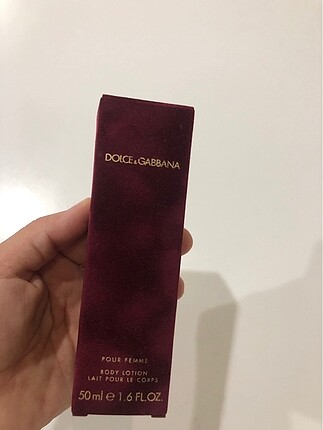 DOLCE&GABBANA
POUR FEMME
BODY LOTION
LAIT POUR LE CORPS
50 ml ℮ 1.6 FL.OZ.